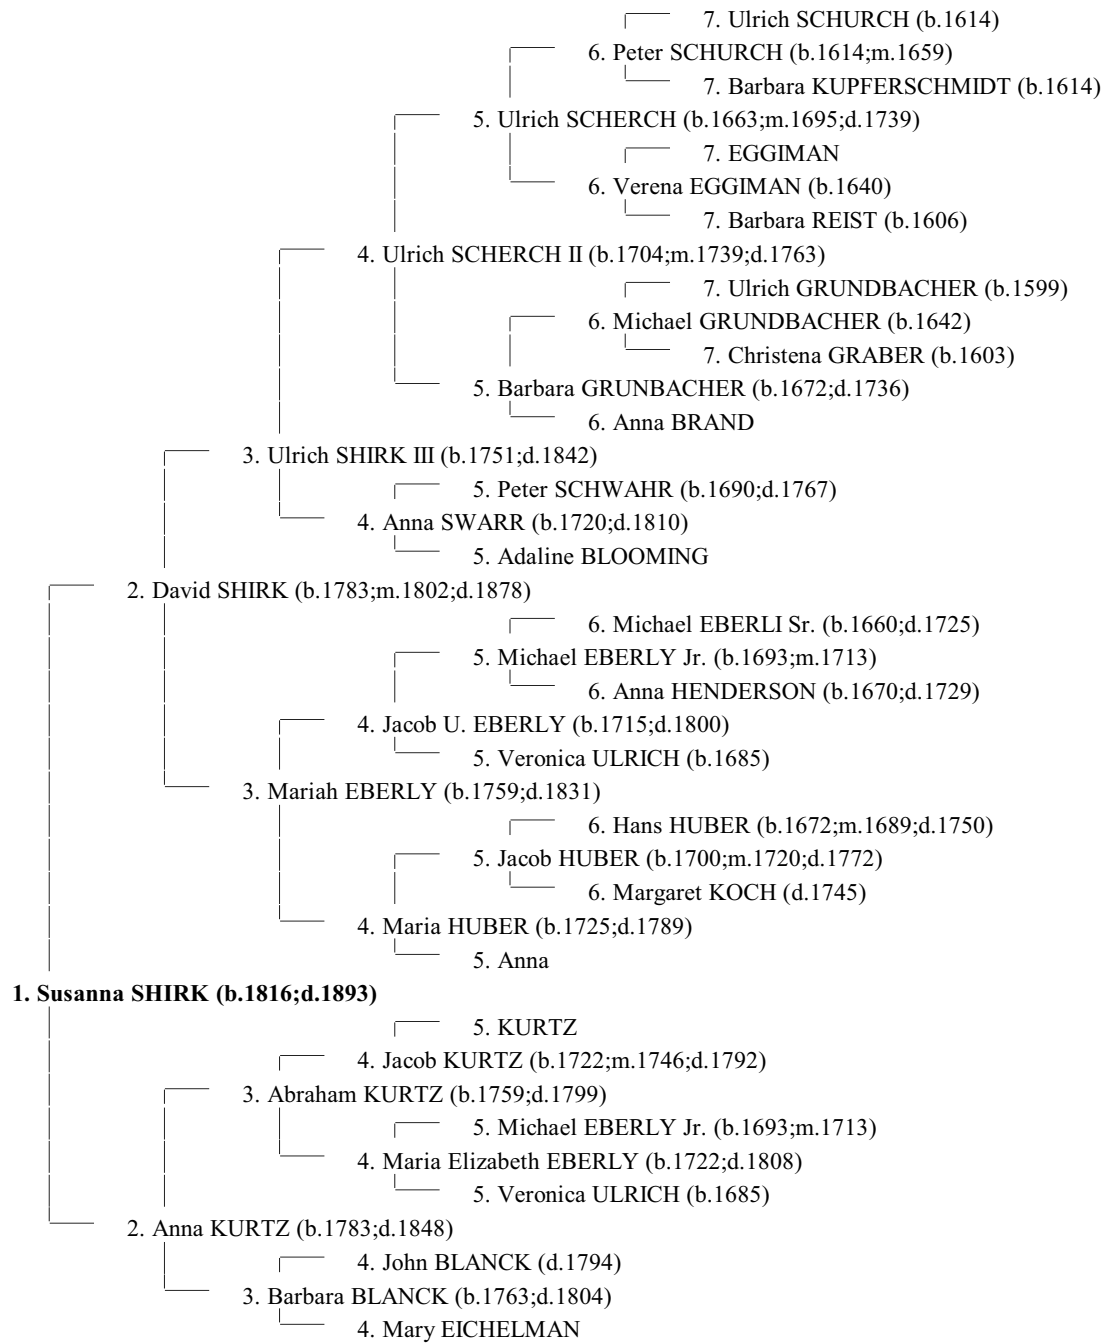 7. Ulrich SCHURCH (b.1614)
6. Peter SCHURCH (b.1614;m.1659)
7. Barbara KUPFERSCHMIDT (b.1614)
5. Ulrich SCHERCH (b.1663;m.1695;d.1739)
7. EGGIMAN
6. Verena EGGIMAN (b.1640)
7. Barbara REIST (b.1606)
4. Ulrich SCHERCH II (b.1704;m.1739;d.1763)
7. Ulrich GRUNDBACHER (b.1599)
6. Michael GRUNDBACHER (b.1642)
7. Christena GRABER (b.1603)
5. Barbara GRUNBACHER (b.1672;d.1736)
6. Anna BRAND
3. Ulrich SHIRK III (b.1751;d.1842)
5. Peter SCHWAHR (b.1690;d.1767)
4. Anna SWARR (b.1720;d.1810)
5. Adaline BLOOMING
2. David SHIRK (b.1783;m.1802;d.1878)
6. Michael EBERLI Sr. (b.1660;d.1725)
5. Michael EBERLY Jr. (b.1693;m.1713)
6. Anna HENDERSON (b.1670;d.1729)
4. Jacob U. EBERLY (b.1715;d.1800)
5. Veronica ULRICH (b.1685)
3. Mariah EBERLY (b.1759;d.1831)
6. Hans HUBER (b.1672;m.1689;d.1750)
5. Jacob HUBER (b.1700;m.1720;d.1772)
6. Margaret KOCH (d.1745)
4. Maria HUBER (b.1725;d.1789)
5. Anna
1. Susanna SHIRK (b.1816;d.1893)
5. KURTZ
4. Jacob KURTZ (b.1722;m.1746;d.1792)
3. Abraham KURTZ (b.1759;d.1799)
5. Michael EBERLY Jr. (b.1693;m.1713)
4. Maria Elizabeth EBERLY (b.1722;d.1808)
5. Veronica ULRICH (b.1685)
2. Anna KURTZ (b.1783;d.1848)
4. John BLANCK (d.1794)
3. Barbara BLANCK (b.1763;d.1804)
4. Mary EICHELMAN